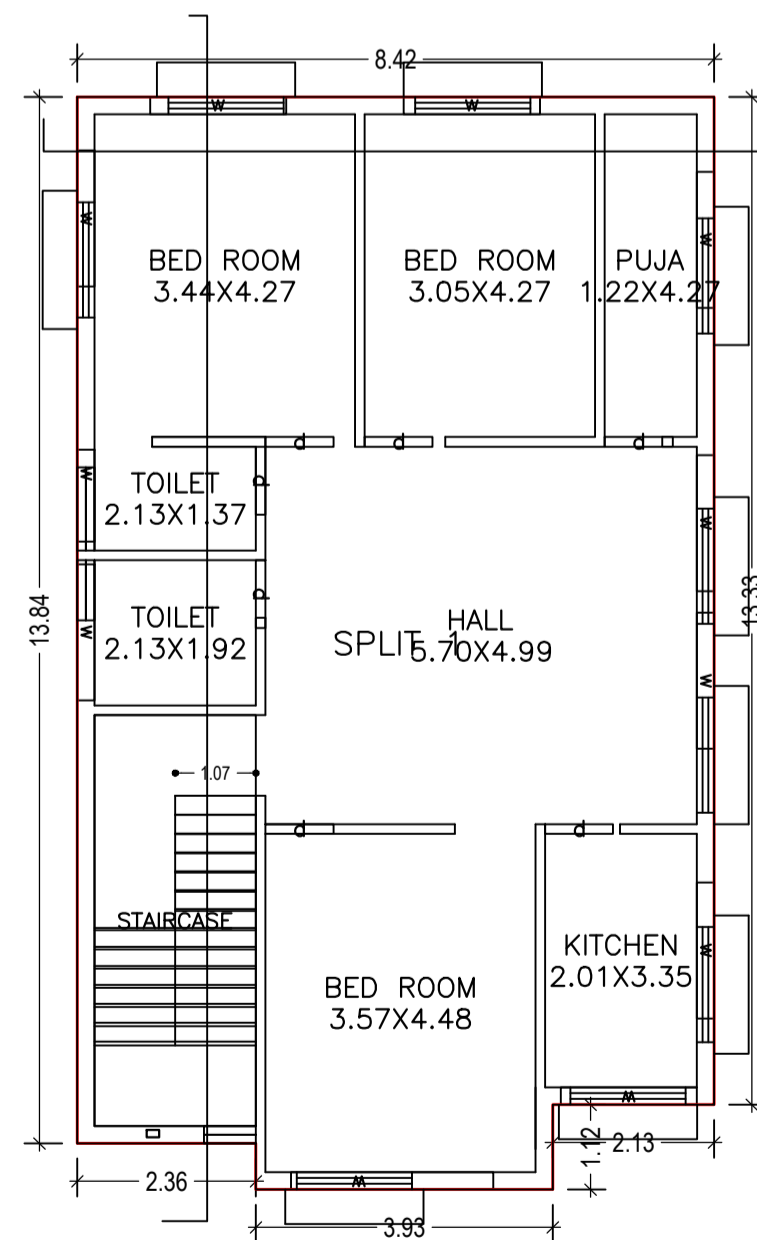 8.42
W
W
W
W
BED ROOM
3.44X4.27
BED ROOM
3.05X4.27
PUJA
1.22X4.27
d
d
d
W
TOILET
2.13X1.37
d
W
13.84
13.33
TOILET
2.13X1.92
d
W
HALL
5.70X4.99
SPLIT 1
W
1.07
d
d
STAIRCASE
KITCHEN
2.01X3.35
W
BED ROOM
3.57X4.48
W
1.12
2.13
2.36
W
3.93